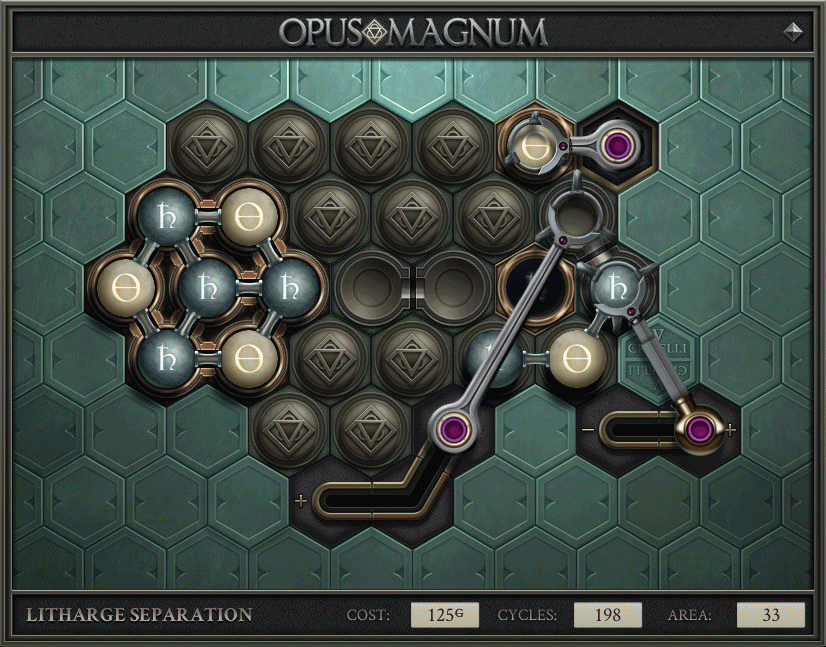 OPUS MAGNUM
LITHARGE SEPARATION COST: 125G CYCLES: 198 AREA: 33